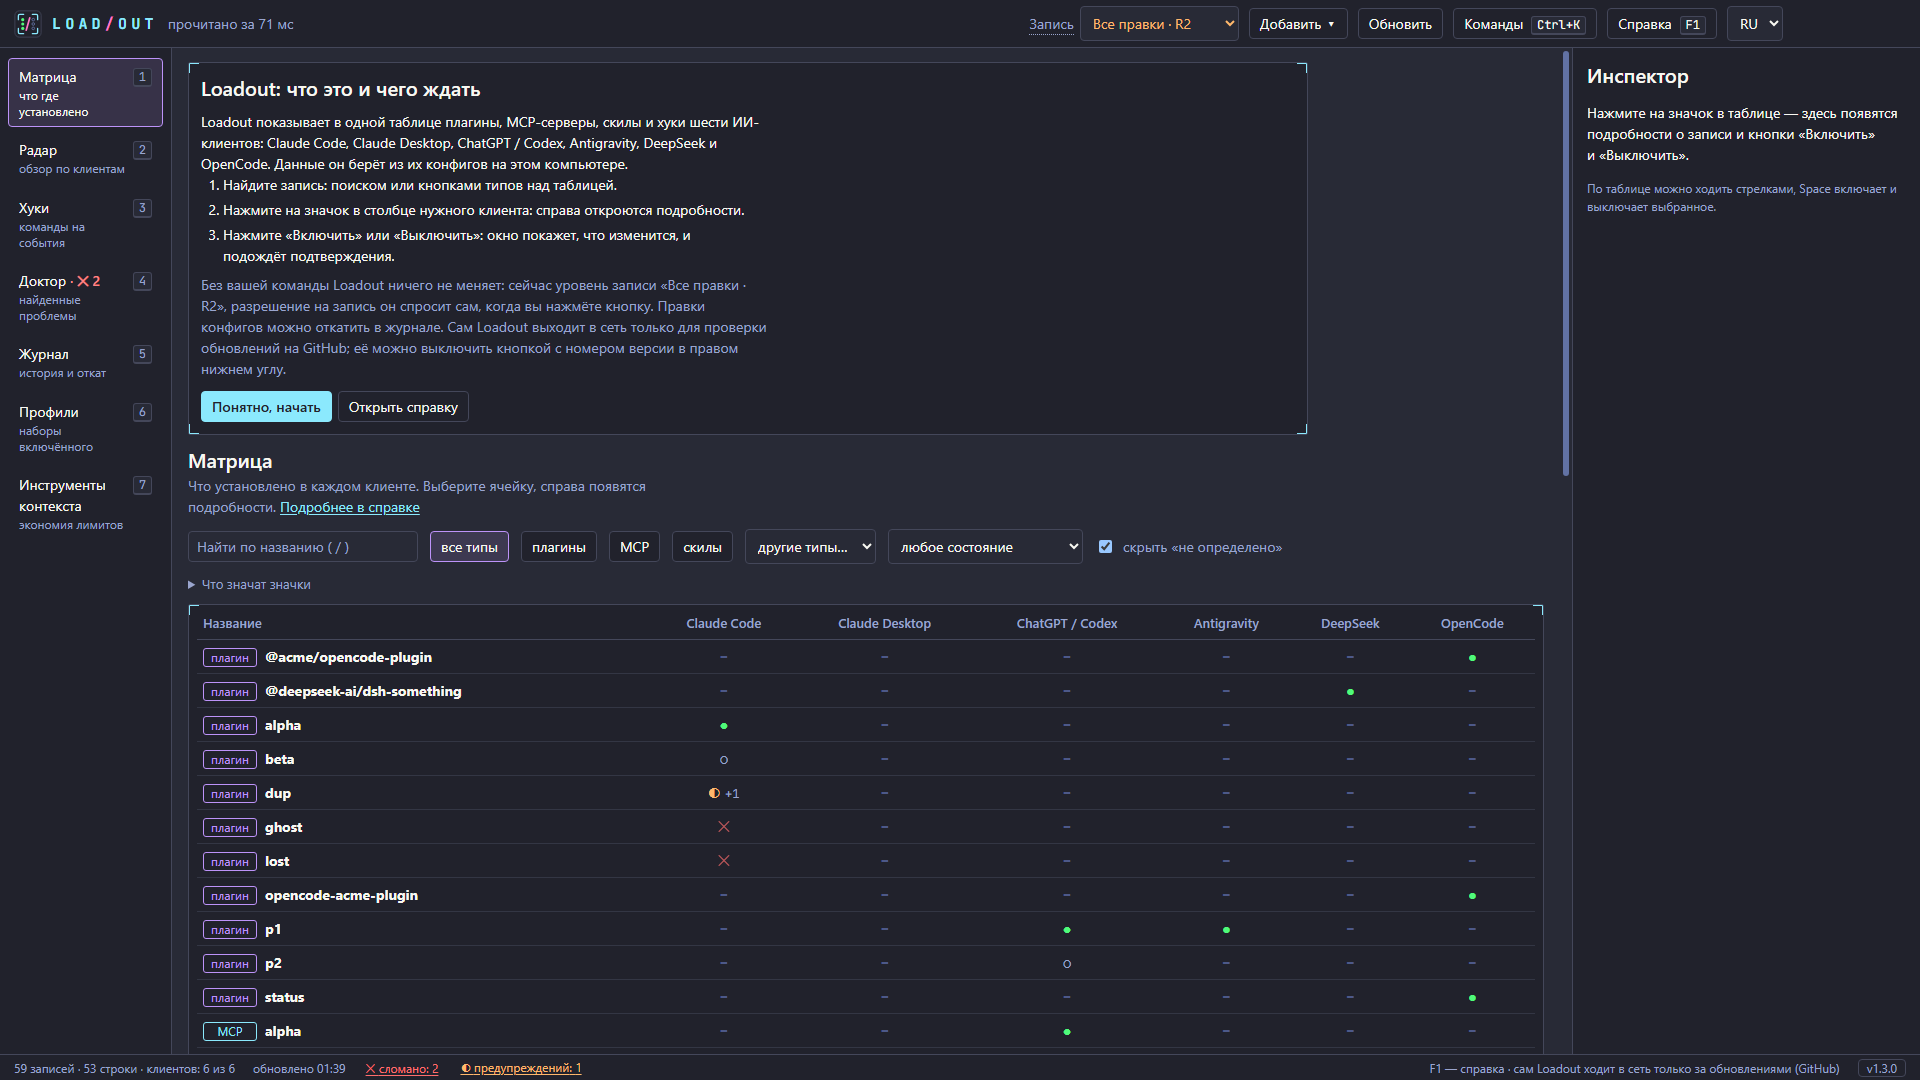 LOAD/OUT прочитано за 71 мс Запись Все правки · R2 Добавить ▾ Обновить Команды Ctrl+K Справка F1 RU
Матрица 1
что где
установлено
Радар 2
обзор по клиентам
Хуки 3
команды на
события
Доктор · ✕ 2 4
найденные
проблемы
Журнал 5
история и откат
Профили 6
наборы
включённого
Инструменты 7
контекста
экономия лимитов
Loadout: что это и чего ждать
Loadout показывает в одной таблице плагины, MCP-серверы, скилы и хуки шести ИИ-
клиентов: Claude Code, Claude Desktop, ChatGPT / Codex, Antigravity, DeepSeek и
OpenCode. Данные он берёт из их конфигов на этом компьютере.
1. Найдите запись: поиском или кнопками типов над таблицей.
2. Нажмите на значок в столбце нужного клиента: справа откроются подробности.
3. Нажмите «Включить» или «Выключить»: окно покажет, что изменится, и
подождёт подтверждения.
Без вашей команды Loadout ничего не меняет: сейчас уровень записи «Все правки ·
R2», разрешение на запись он спросит сам, когда вы нажмёте кнопку. Правки
конфигов можно откатить в журнале. Сам Loadout выходит в сеть только для проверки
обновлений на GitHub; её можно выключить кнопкой с номером версии в правом
нижнем углу.
Понятно, начать Открыть справку
Матрица
Что установлено в каждом клиенте. Выберите ячейку, справа появятся
подробности. Подробнее в справке
Найти по названию ( / ) все типы плагины MCP скилы другие типы... любое состояние скрыть «не определено»
▶ Что значат значки
Название Claude Code Claude Desktop ChatGPT / Codex Antigravity DeepSeek OpenCode
плагин @acme/opencode-plugin – – – – – ●
плагин @deepseek-ai/dsh-something – – – – ● –
плагин alpha ● – – – – –
плагин beta ○ – – – – –
плагин dup ◐ +1 – – – – –
плагин ghost ✕ – – – – –
плагин lost ✕ – – – – –
плагин opencode-acme-plugin – – – – – ●
плагин p1 – – ● ● – –
плагин p2 – – ○ – – –
плагин status – – – – – ●
MCP alpha – – ● – – –
Инспектор
Нажмите на значок в таблице — здесь появятся
подробности о записи и кнопки «Включить»
и «Выключить».
По таблице можно ходить стрелками, Space включает и
выключает выбранное.
59 записей · 53 строки · клиентов: 6 из 6 обновлено 01:39 ✕ сломано: 2 ◐ предупреждений: 1 F1 — справка · сам Loadout ходит в сеть только за обновлениями (GitHub) v1.3.0